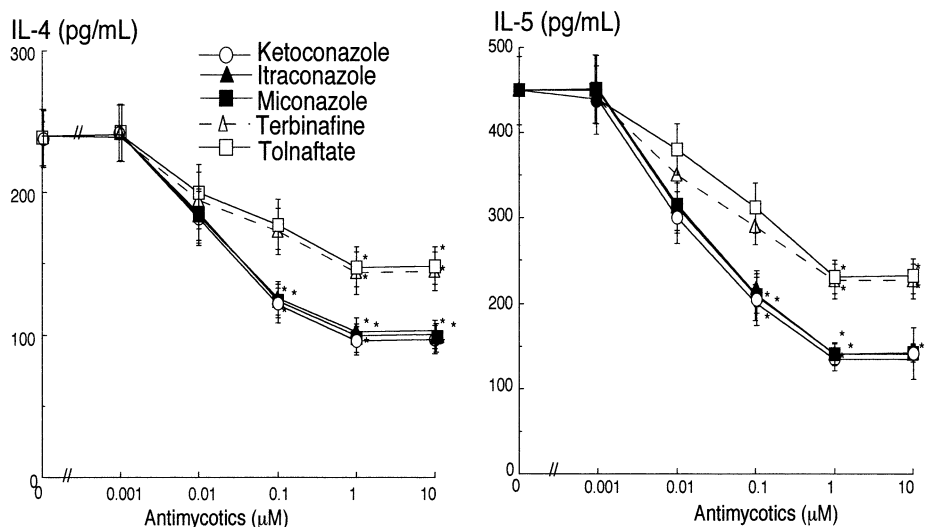 IL-4 (pg/mL)
300
200
100
0
Ketoconazole
Itraconazole
Miconazole
Terbinafine
Tolnaftate
* * * * * * * * * * * *
0 // 0.001 0.01 0.1 1 10
Antimycotics (μM)
IL-5 (pg/mL)
500
400
300
200
100
0
0 // 0.001 0.01 0.1 1 10
Antimycotics (μM)